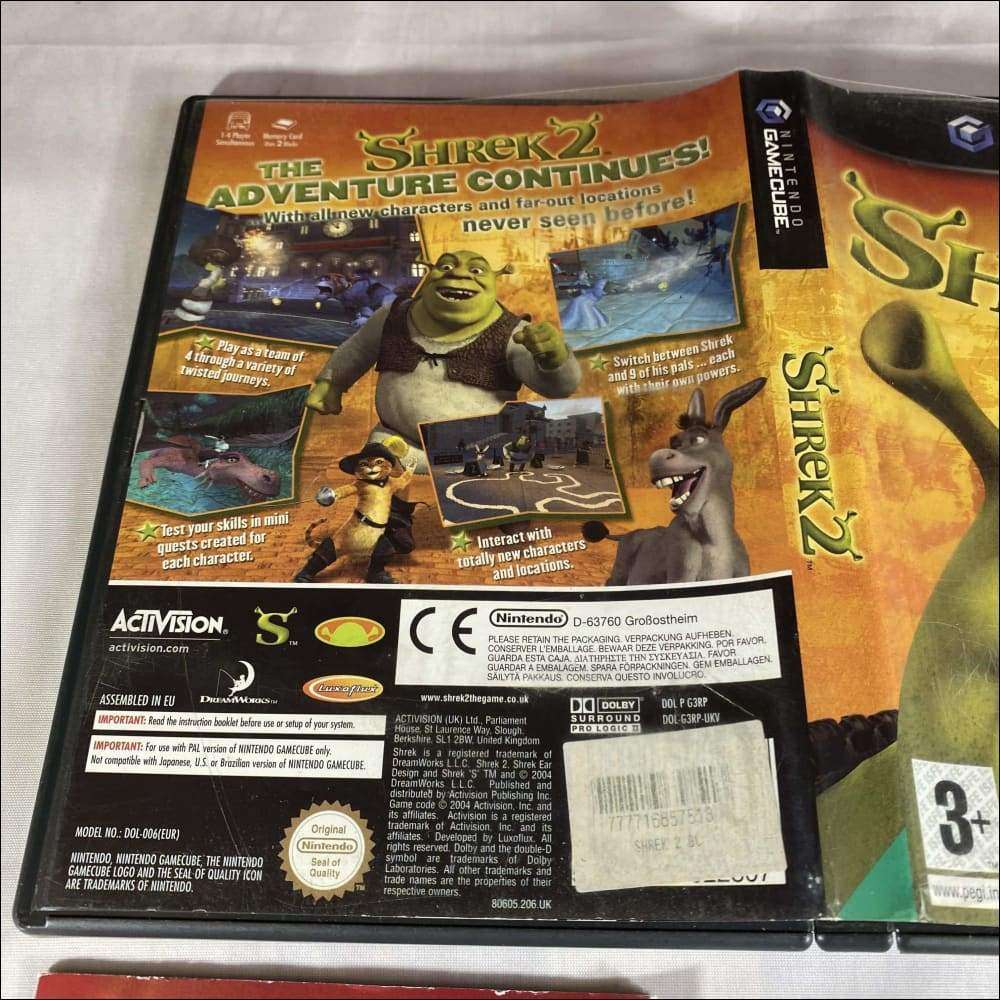 1-4 Player
Simultaneous
Memory Card
SHREK 2
THE
ADVENTURE CONTINUES!
With all new characters and far-out locations
never seen before!
Play as a team of
4 through a variety of
twisted journeys.
Switch between Shrek
and 9 of his pals ... each
with their own powers.
Test your skills in mini
quests created for
each character.
Interact with
totally new characters
and locations.
ACTIVISION®
activision.com
S™
CE
Nintendo® D-63760 Großostheim
PLEASE RETAIN THE PACKAGING. VERPACKUNG AUFHEBEN.
CONSERVER L'EMBALLAGE. BEWAAR DEZE VERPAKKING. POR FAVOR,
GUARDA ESTA CAJA. ΔΙΑΤΗΡΗΣΤΕ ΤΗΝ ΣΥΣΚΕΥΑΣΙΑ. FAVOR
GUARDAR A EMBALAGEM. SPARA FÖRPACKNINGEN. GEM EMBALLAGEN.
SÄILYTÄ PAKKAUS. CONSERVA QUESTO INVOLUCRO.
ASSEMBLED IN EU
DREAMWORKS™
Luxoflux
www.shrek2thegame.co.uk
IMPORTANT: Read the instruction booklet before use or setup of your system.
IMPORTANT: For use with PAL version of NINTENDO GAMECUBE only.
Not compatible with Japanese, U.S. or Brazilian version of NINTENDO GAMECUBE.
MODEL NO.: DOL-006(EUR)
NINTENDO, NINTENDO GAMECUBE, THE NINTENDO
GAMECUBE LOGO AND THE SEAL OF QUALITY ICON
ARE TRADEMARKS OF NINTENDO.
Original
Nintendo®
Seal of
Quality
ACTIVISION (UK) Ltd., Parliament
House, St Laurence Way, Slough,
Berkshire. SL1 2BW, United Kingdom
Shrek is a registered trademark of
DreamWorks L.L.C. Shrek 2, Shrek Ear
Design and Shrek 'S' TM and © 2004
DreamWorks L.L.C. Published and
distributed by Activision Publishing Inc.
Game code © 2004 Activision, Inc. and
its affiliates. Activision is a registered
trademark of Activision, Inc. and its
affiliates. Developed by Luxoflux. All
rights reserved. Dolby and the double-D
symbol are trademarks of Dolby
Laboratories. All other trademarks and
trade names are the properties of their
respective owners.
80605.206.UK
DOLBY
SURROUND
PRO LOGIC II
DOL P G3RP
DOL-G3RP-UKV
SHREK 2
NINTENDO
GAMECUBE™
SHREK 2™
SH
3+
www.pegi.in